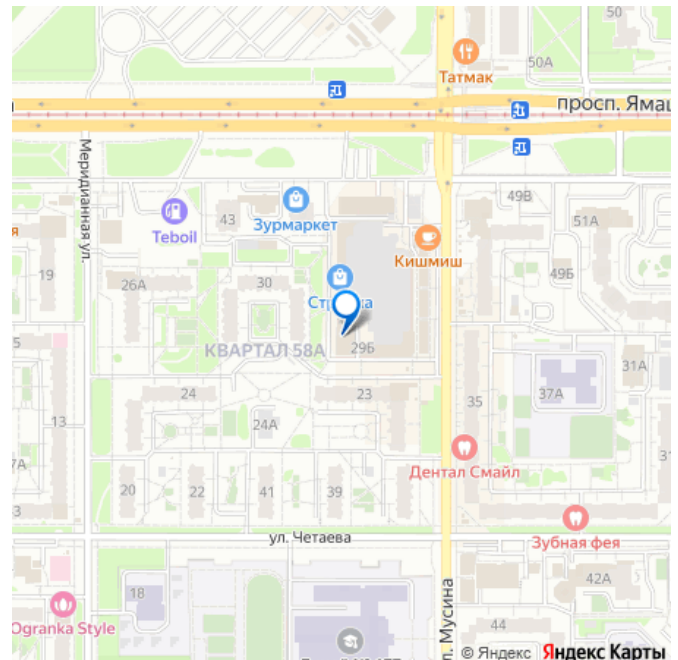 50
50А
Татмак
просп. Ямаш
Меридианная ул.
49В
43
Зурмаркет
51А
Teboil
Кишмиш
19
26А
30
49Б
КВАРТАЛ 58А
29Б
31А
24
23
37А
35
13
24А
Дентал Смайл
7А
20
22
41
39
3
ул. Четаева
Зубная фея
18
42А
Ogranka Style
44
л. Мусина
© Яндекс
Яндекс Карты